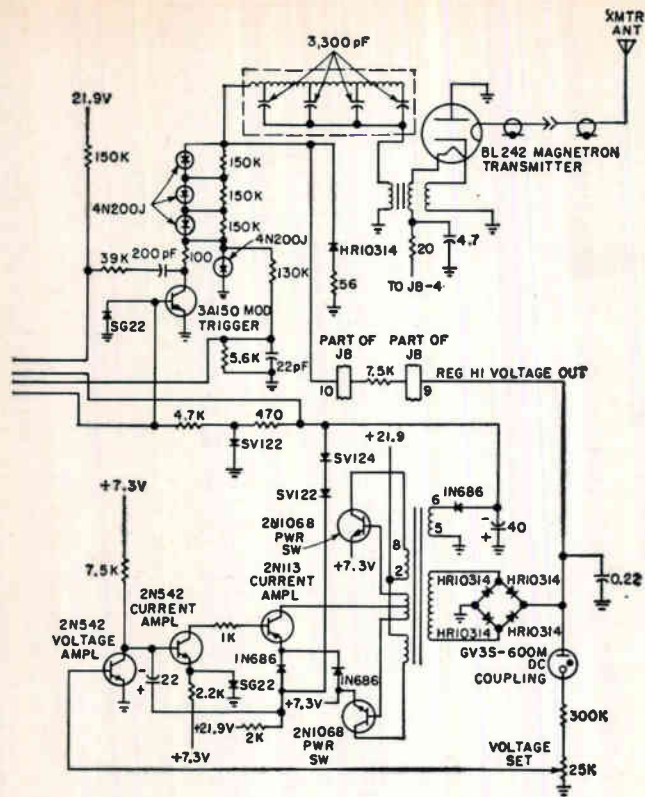 XMTR
ANT
3,300 pF
21.9V
150K
150K
150K
150K
4N200J
BL242 MAGNETRON
TRANSMITTER
4N200J
39K
200 pF
100
130K
HR10314
56
20
4.7
TO J8-4
3A150 MOD
TRIGGER
SG22
5.6K
22pF
PART OF
J8
PART OF
J8
10
7.5K
9
REG HI VOLTAGE OUT
4.7K
470
+21.9
SV122
SV124
SV122
6
1N686
5
40
+7.3V
2N1068
PWR
SW
+7.3V
8
2
7.5K
2N113
CURRENT
AMPL
2N542
CURRENT
AMPL
2N542
VOLTAGE
AMPL
1K
HR10314
HR10314
HR10314
HR10314
0.22
1N686
1N686
GV3S-600M
DC
COUPLING
22
2.2K
SG22
+7.3V
+21.9V
2K
+7.3V
2N1068
PWR
SW
300K
VOLTAGE
SET
25K